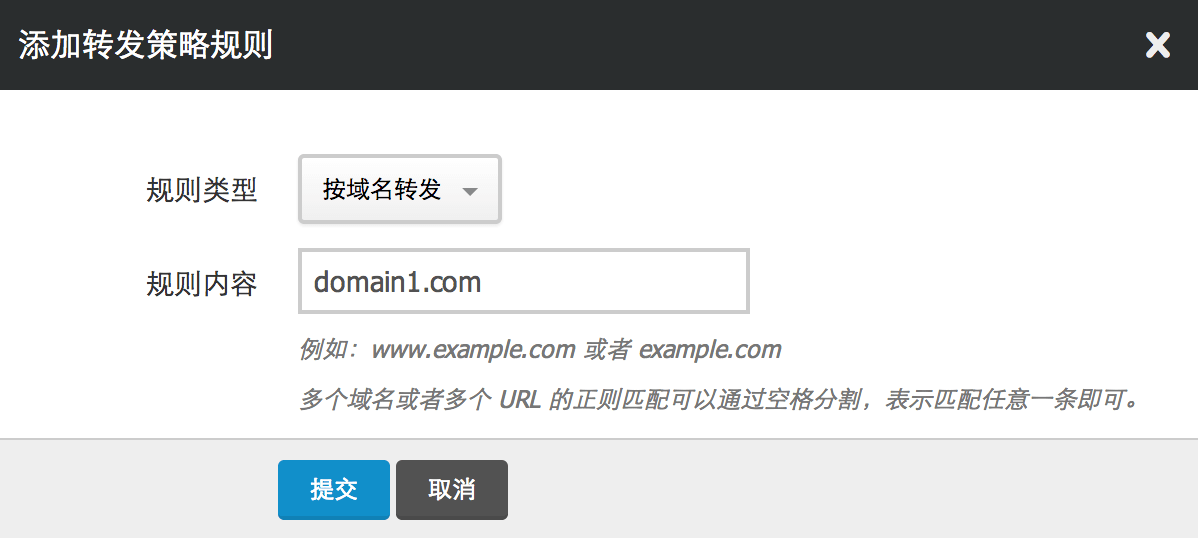 添加转发策略规则
规则类型
按域名转发
规则内容
domain1.com
例如：www.example.com 或者 example.com
多个域名或者多个 URL 的正则匹配可以通过空格分割，表示匹配任意一条即可。
提交
取消